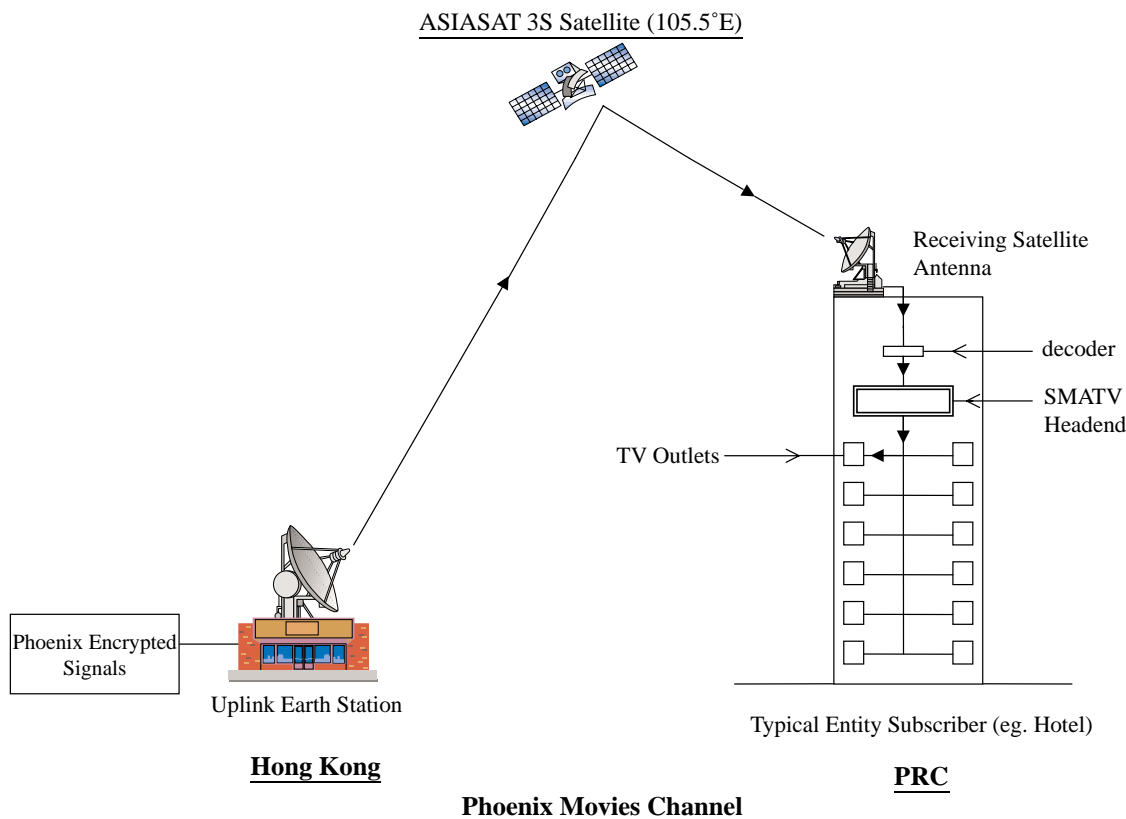 ASIASAT 3S Satellite (105.5˚E)
Receiving Satellite
Antenna
decoder
SMATV
Headend
TV Outlets
Phoenix Encrypted
Signals
Uplink Earth Station
Typical Entity Subscriber (eg. Hotel)
Hong Kong
PRC
Phoenix Movies Channel